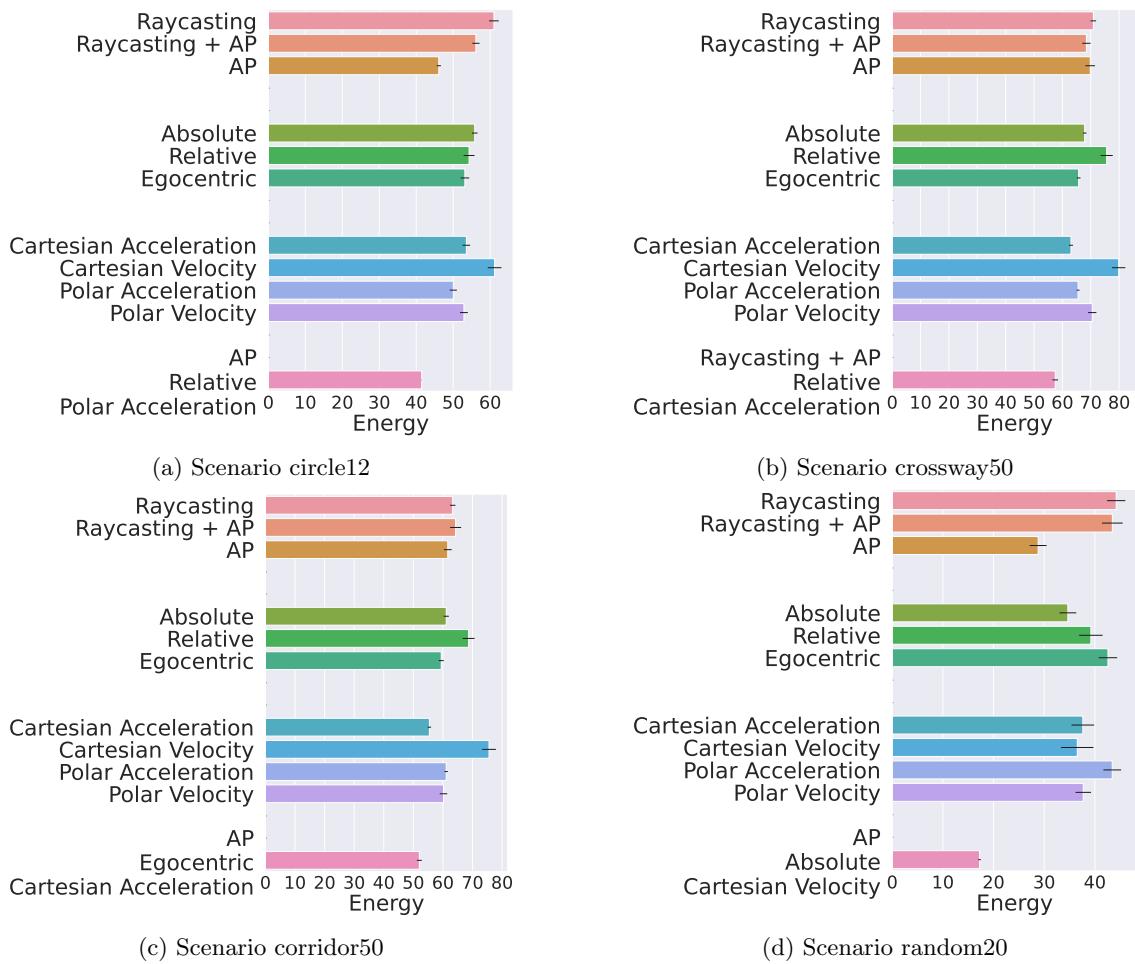 Raycasting
Raycasting + AP
AP
Absolute
Relative
Egocentric
Cartesian Acceleration
Cartesian Velocity
Polar Acceleration
Polar Velocity
AP
Relative
Polar Acceleration
0 10 20 30 40 50 60
Energy
(a) Scenario circle12
Raycasting
Raycasting + AP
AP
Absolute
Relative
Egocentric
Cartesian Acceleration
Cartesian Velocity
Polar Acceleration
Polar Velocity
Raycasting + AP
Relative
Cartesian Acceleration
0 10 20 30 40 50 60 70 80
Energy
(b) Scenario crossway50
Raycasting
Raycasting + AP
AP
Absolute
Relative
Egocentric
Cartesian Acceleration
Cartesian Velocity
Polar Acceleration
Polar Velocity
AP
Egocentric
Cartesian Acceleration
0 10 20 30 40 50 60 70 80
Energy
(c) Scenario corridor50
Raycasting
Raycasting + AP
AP
Absolute
Relative
Egocentric
Cartesian Acceleration
Cartesian Velocity
Polar Acceleration
Polar Velocity
AP
Absolute
Cartesian Velocity
0 10 20 30 40
Energy
(d) Scenario random20